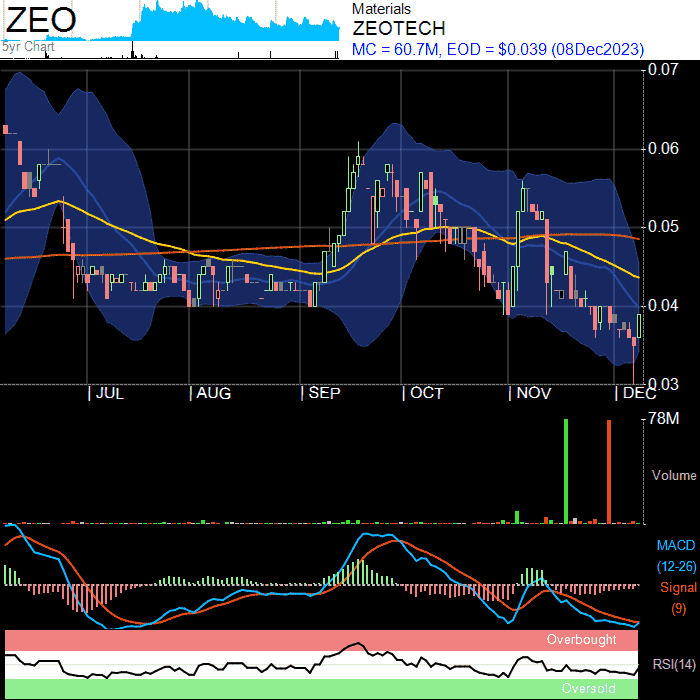 ZEO
5yr Chart
Materials
ZEOTECH
MC = 60.7M, EOD = $0.039 (08Dec2023)
0.07
0.06
0.05
0.04
0.03
| JUL | AUG | SEP | OCT | NOV | DEC
78M
Volume
MACD
(12-26)
Signal
(9)
Overbought
RSI(14)
Oversold